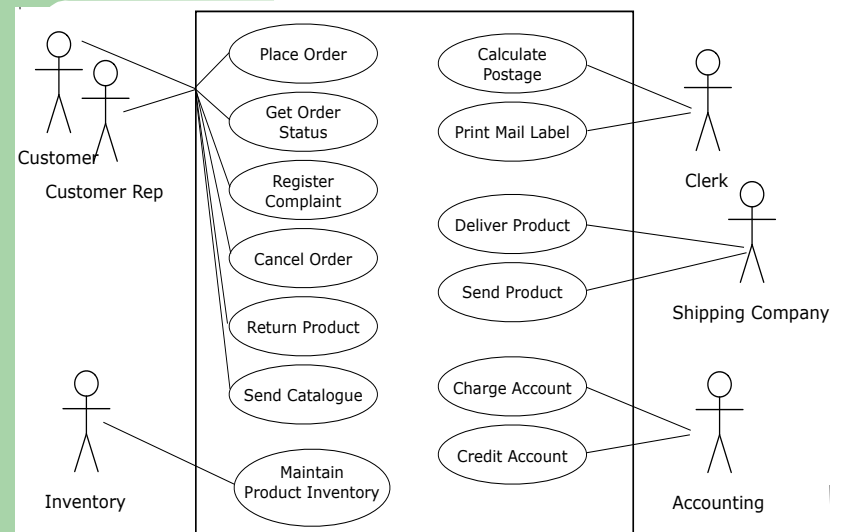 Place Order
Get Order
Status
Register
Complaint
Cancel Order
Return Product
Send Catalogue
Maintain
Product Inventory
Calculate
Postage
Print Mail Label
Deliver Product
Send Product
Charge Account
Credit Account
Customer
Customer Rep
Inventory
Clerk
Shipping Company
Accounting